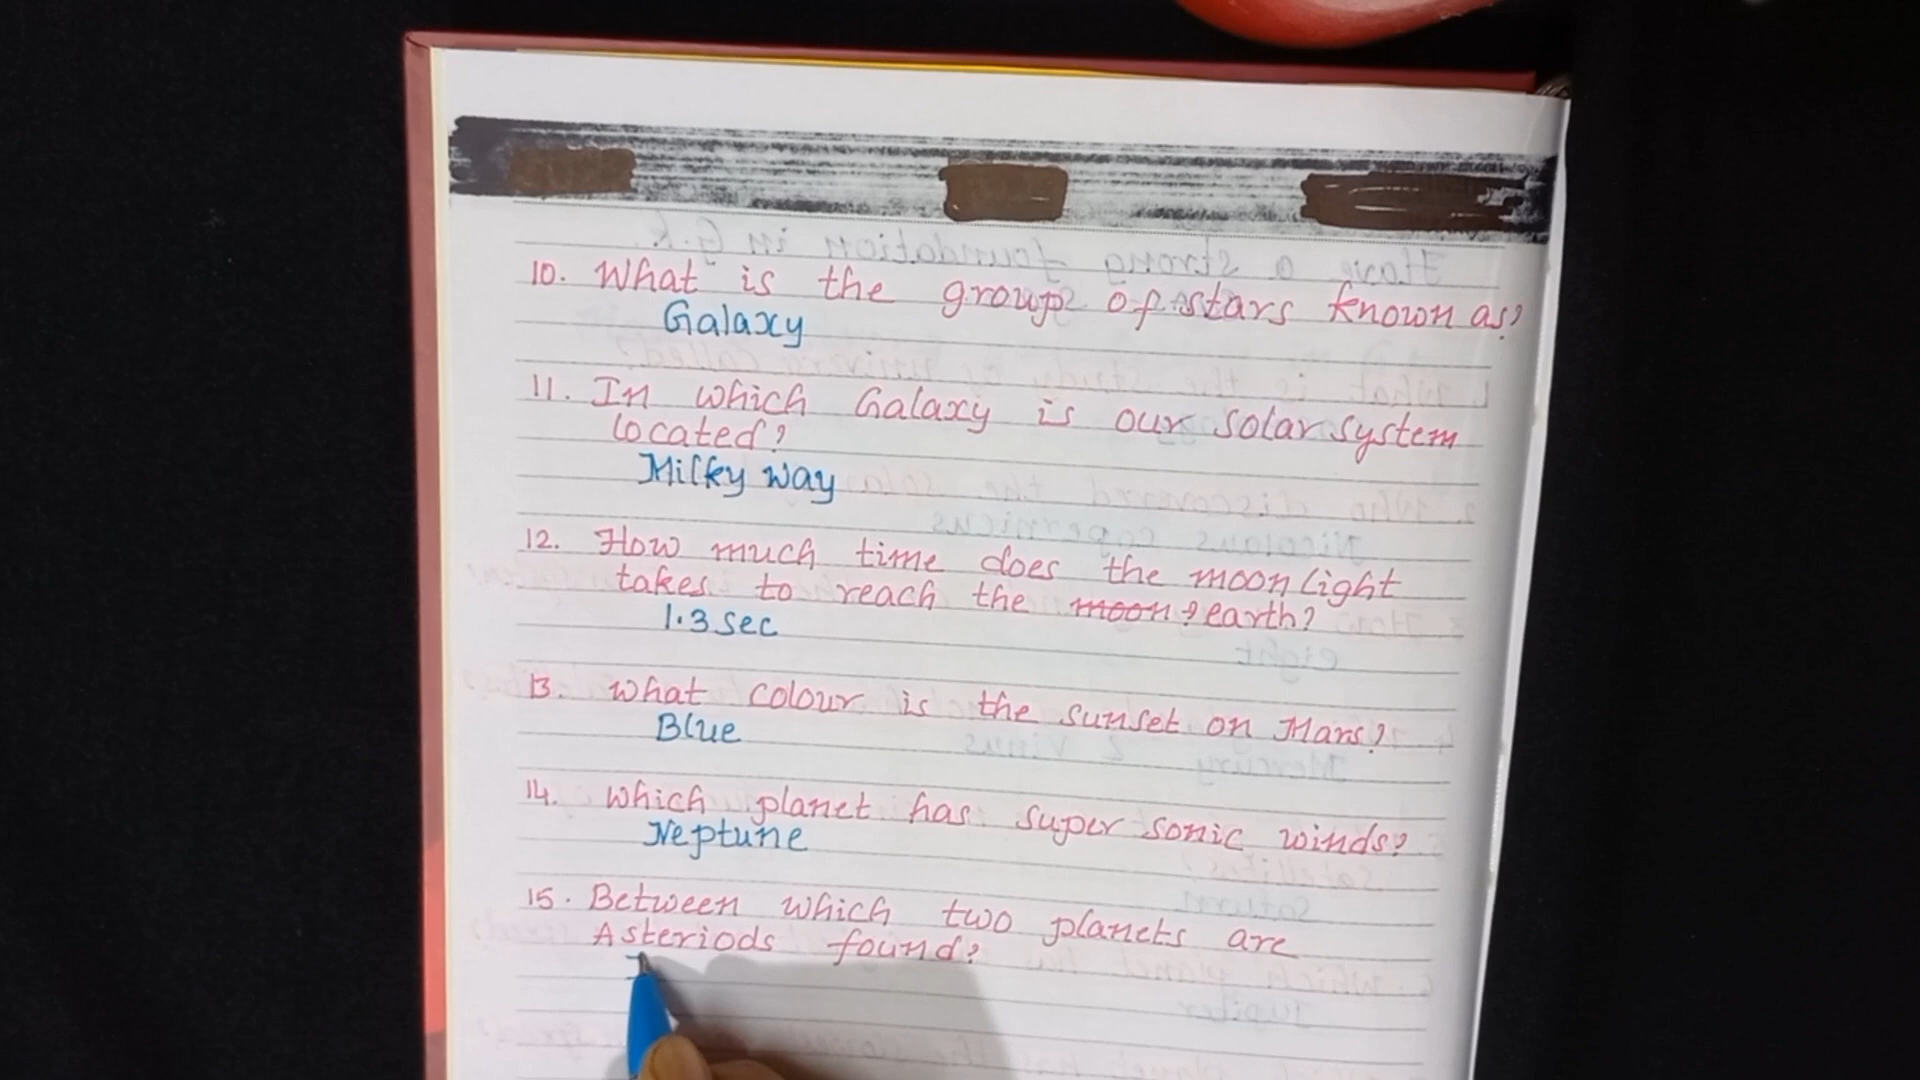 10. What is the group of stars known as?
Galaxy
11. In which Galaxy is our solar system
located?
Milky way
12. How much time does the moon light
takes to reach the moon? earth?
1.3 sec
13. What colour is the sunset on Mars?
Blue
14. Which planet has super sonic winds?
Neptune
15. Between which two planets are
Asteriods found?